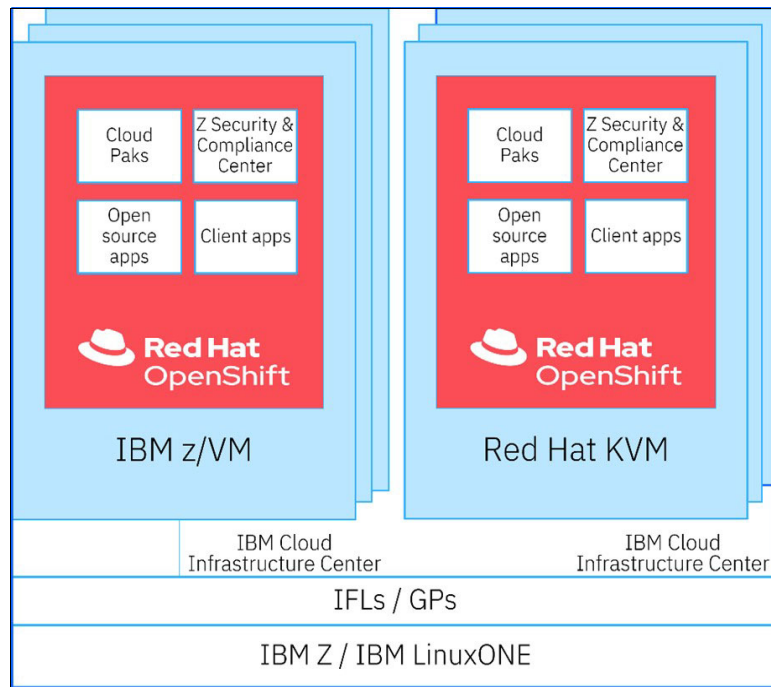 Cloud
Paks
Z Security &
Compliance
Center
Open
source
apps
Client apps
Red Hat
OpenShift
IBM z/VM
Cloud
Paks
Z Security &
Compliance
Center
Open
source
apps
Client apps
Red Hat
OpenShift
Red Hat KVM
IBM Cloud
Infrastructure Center
IBM Cloud
Infrastructure Center
IFLs / GPs
IBM Z / IBM LinuxONE